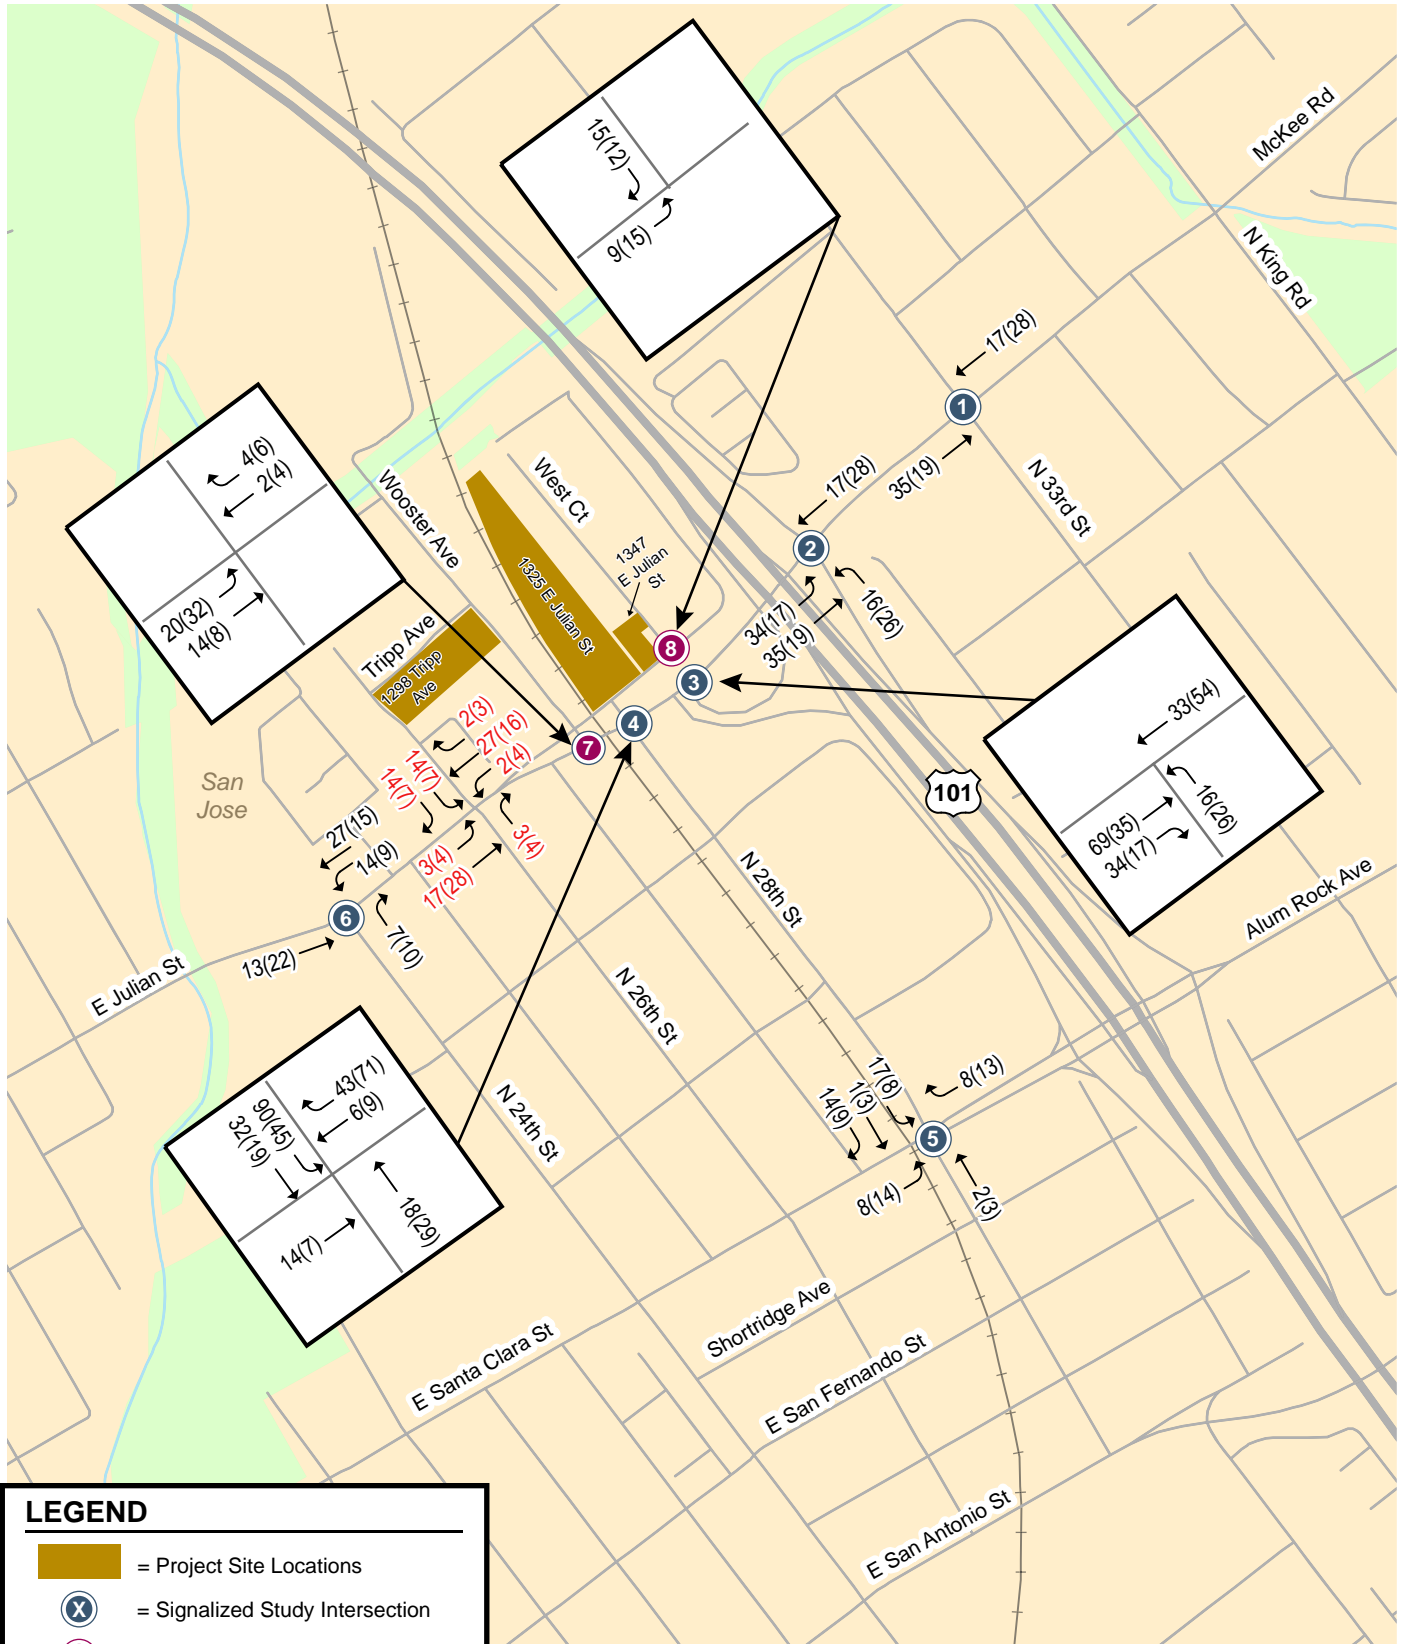 McKee Rd
15(12)
9(15)
N King Rd
17(28)
1
35(19)
N 33rd St
4(6)
2(4)
20(32)
14(8)
Wooster Ave
West Ct
17(28)
2
16(26)
34(17)
35(19)
1347
E Julian
St
1325 E Julian St
8
3
4
7
Tripp Ave
1298 Tripp
Ave
33(54)
16(26)
69(35)
34(17)
2(3)
27(16)
2(4)
14(7)
14(7)
3(4)
17(28)
3(4)
San
Jose
101
27(15)
14(9)
6
7(10)
13(22)
E Julian St
N 28th St
Alum Rock Ave
N 26th St
43(71)
6(9)
90(45)
32(19)
18(29)
14(7)
N 24th St
17(8)
1(3)
14(9)
8(13)
5
8(14)
2(3)
Shortridge Ave
E Santa Clara St
E San Fernando St
E San Antonio St
LEGEND
= Project Site Locations
X
= Signalized Study Intersection